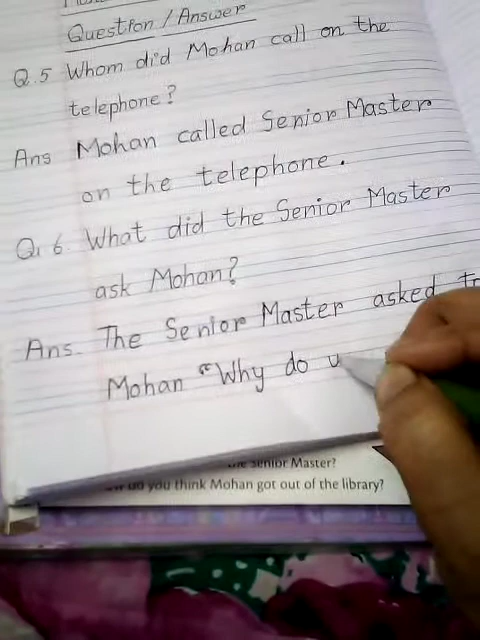 Question / Answer
Q.5 Whom did Mohan call on the
telephone?
Ans Mohan called Senior Master
on the telephone.
Q. 6 What did the Senior Master
ask Mohan?
Ans. The Senior Master asked
Mohan "Why do
Senior Master?
you think Mohan got out of the library?